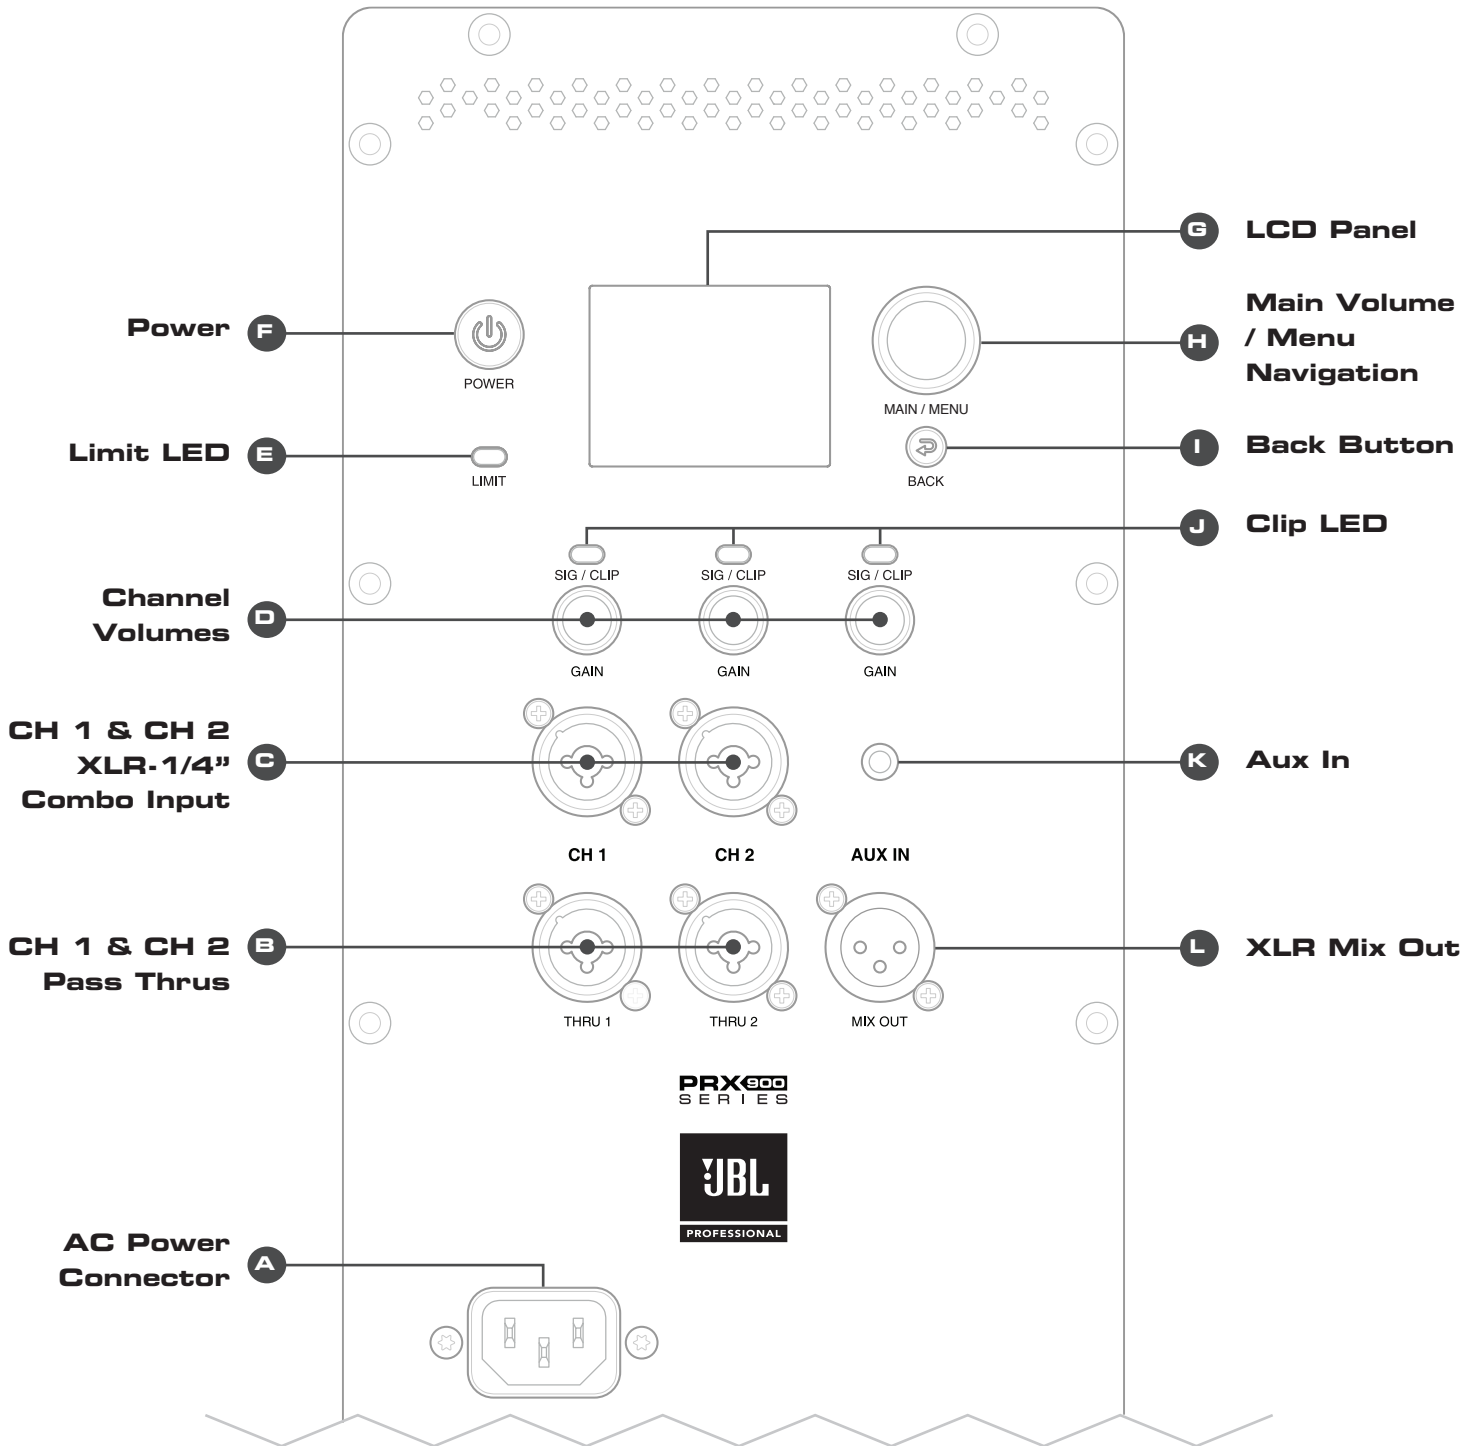 G LCD Panel
Power F
POWER
Main Volume
/ Menu
Navigation
H
MAIN / MENU
Limit LED E
LIMIT
I Back Button
BACK
J Clip LED
SIG / CLIP SIG / CLIP SIG / CLIP
Channel
Volumes
D
GAIN GAIN GAIN
CH 1 & CH 2
XLR-1/4”
Combo Input
C
K Aux In
CH 1 CH 2 AUX IN
CH 1 & CH 2
Pass Thrus
B
L XLR Mix Out
THRU 1 THRU 2 MIX OUT
PRX 900
SERIES
JBL
PROFESSIONAL
AC Power
Connector
A